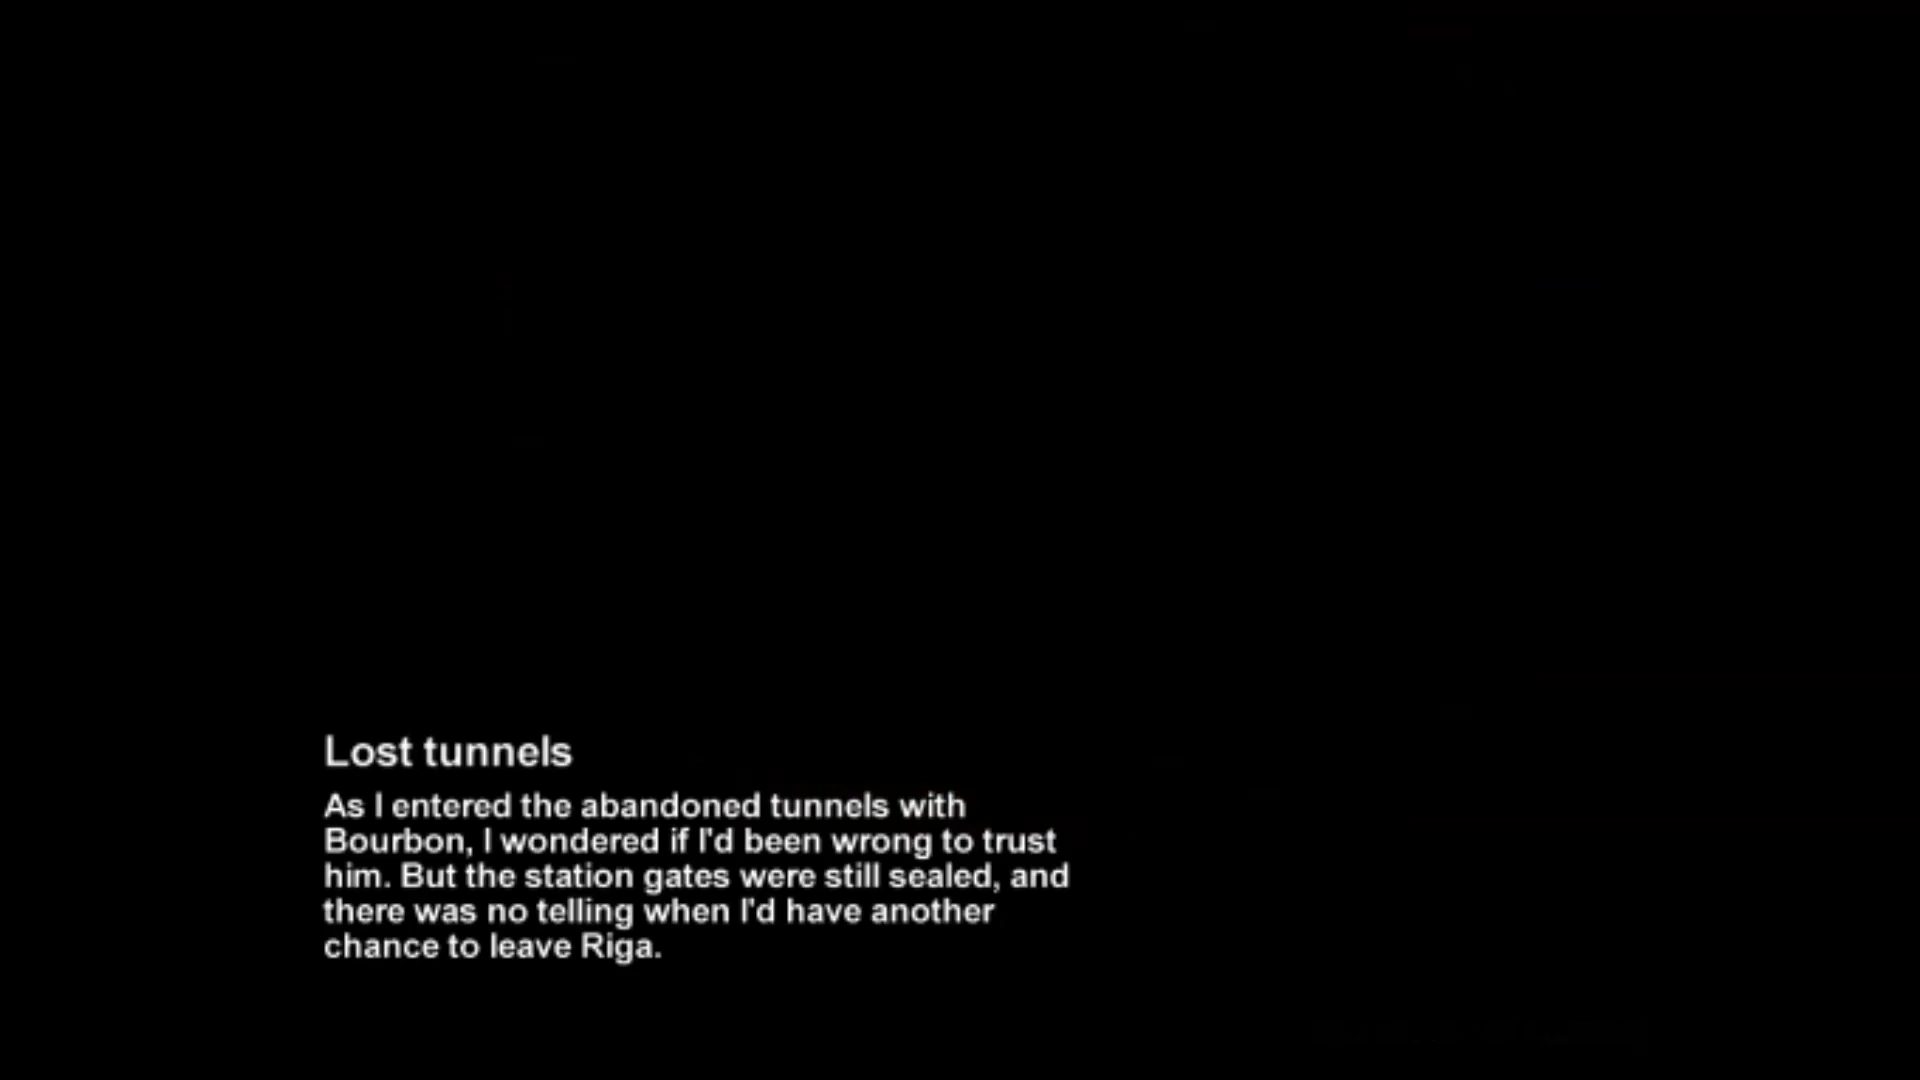 Lost tunnels
As I entered the abandoned tunnels with
Bourbon, I wondered if I'd been wrong to trust
him. But the station gates were still sealed, and
there was no telling when I'd have another
chance to leave Riga.